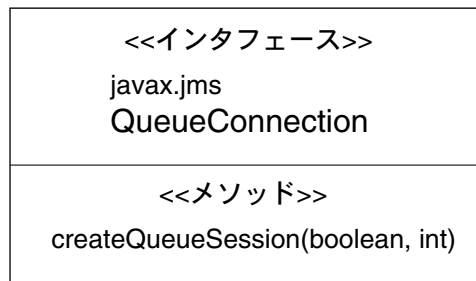 <<インタフェース>>
javax.jms
QueueConnection
<<メソッド>>
createQueueSession(boolean, int)